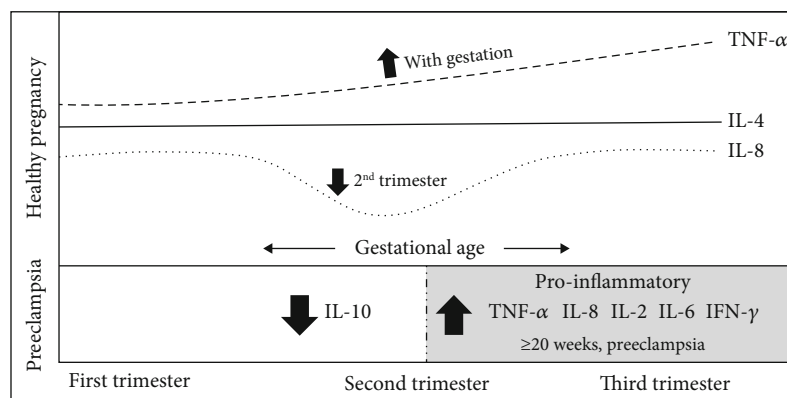 Healthy pregnancy
TNF-α
With gestation
IL-4
IL-8
2nd trimester
Gestational age
Preeclampsia
Pro-inflammatory
IL-10
TNF-α IL-8 IL-2 IL-6 IFN-γ
≥20 weeks, preeclampsia
First trimester Second trimester Third trimester